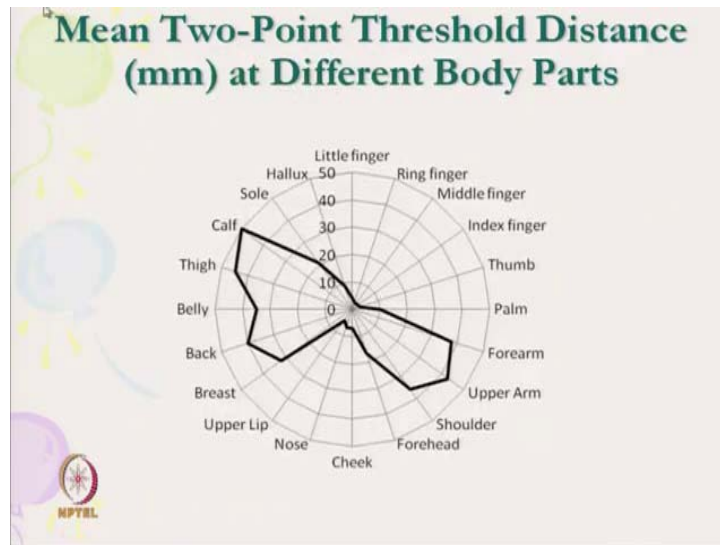 Mean Two-Point Threshold Distance
(mm) at Different Body Parts
Little finger
Hallux 50 Ring finger
Sole 40 Middle finger
Calf 30 Index finger
Thigh 20 Thumb
10
Belly 0 Palm
Back Forearm
Breast Upper Arm
Upper Lip Shoulder
Nose Forehead
Cheek
NPTEL